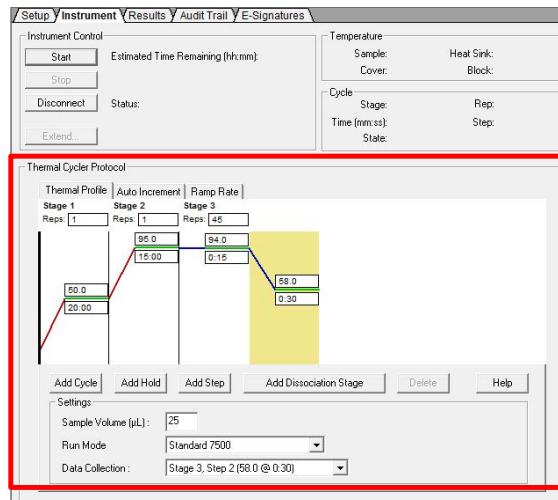 Setup Instrument Results Audit Trail E-Signatures
Instrument Control
Start Estimated Time Remaining (hh:mm):
Stop
Disconnect Status:
Extend...
Temperature
Sample: Heat Sink:
Cover: Block:
Cycle
Stage: Rep:
Time (mm:ss): Step:
State:
Thermal Cycler Protocol
Thermal Profile Auto Increment Ramp Rate
Stage 1 Stage 2 Stage 3
Reps: 1 Reps: 1 Reps: 45
95.0 94.0
15:00 0:15
50.0 58.0
20:00 0:30
Add Cycle Add Hold Add Step Add Dissociation Stage Delete Help
Settings
Sample Volume (µL) : 25
Run Mode Standard 7500
Data Collection : Stage 3, Step 2 (58.0 @ 0:30)